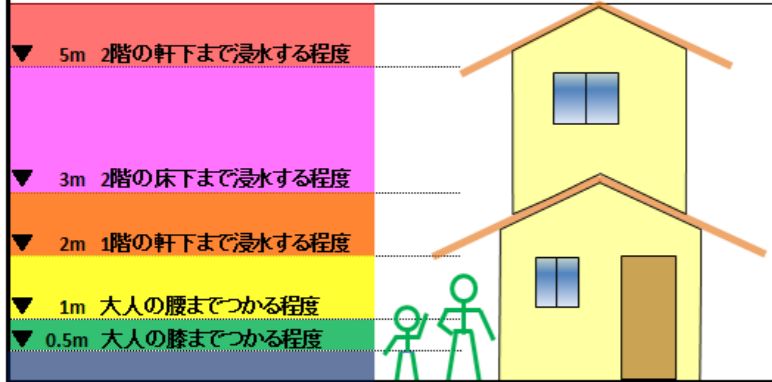 ▼ 5m 2階の軒下まで浸水する程度
▼ 3m 2階の床下まで浸水する程度
▼ 2m 1階の軒下まで浸水する程度
▼ 1m 大人の腰までつかる程度
▼ 0.5m 大人の膝までつかる程度